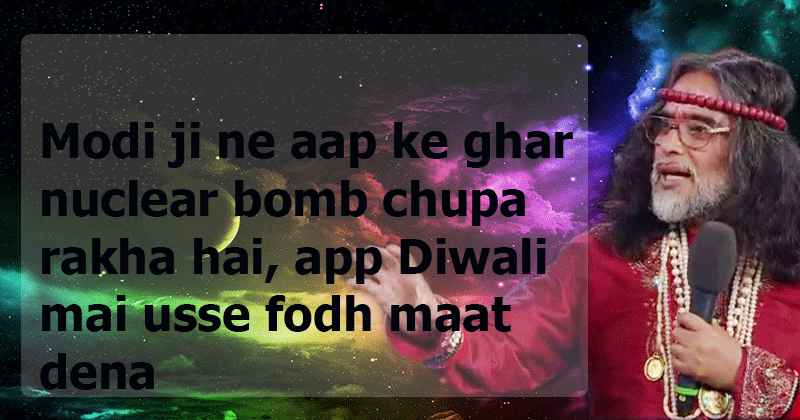 Modi ji ne aap ke ghar
nuclear bomb chupa
rakha hai, app Diwali
mai usse fodh maat
dena